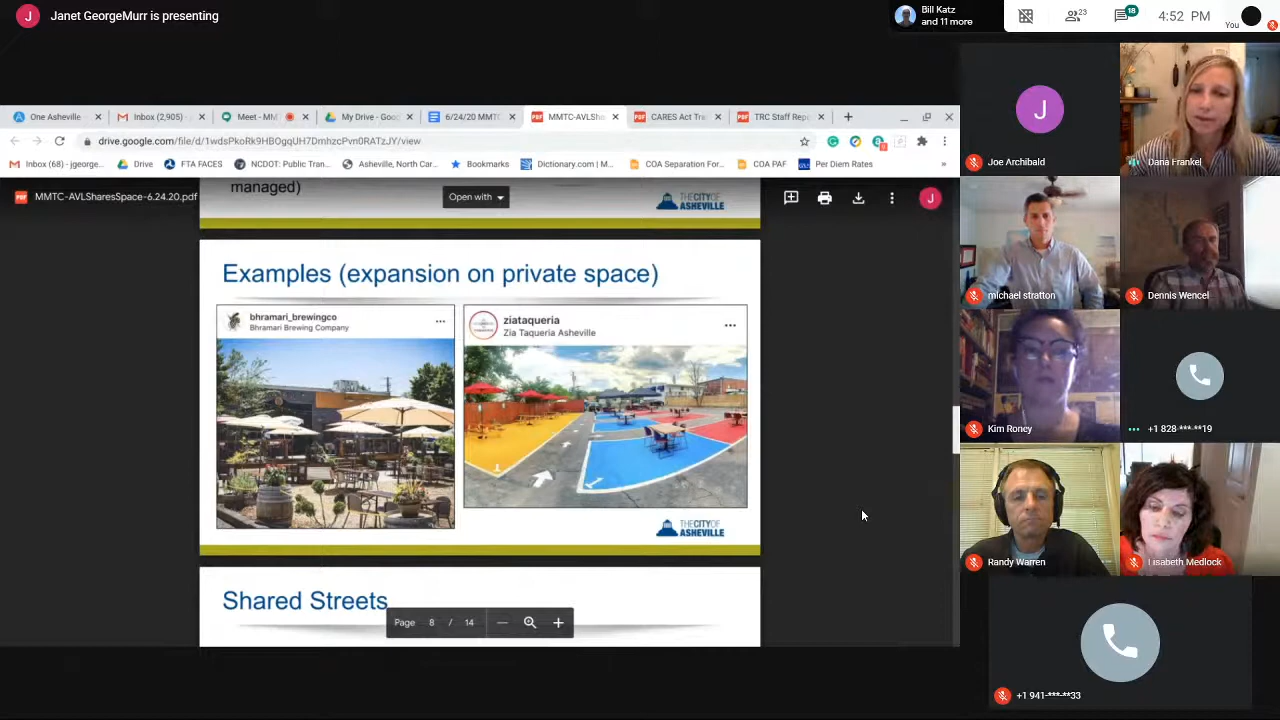 J
Janet GeorgeMurr is presenting
Bill Katz
and 11 more
23
18
4:52 PM
You
One Asheville
Inbox (2,905) -
Meet - MM
My Drive - Goo
6/24/20 MMTC
MMTC-AVLSha
CARES Act Tra
TRC Staff Rep
drive.google.com/file/d/1wdsPkoRk9HBOgqUH7DmhzcPvn0RATzJY/view
Inbox (68) - jgeorge...
Drive
FTA FACES
NCDOT: Public Tran...
Asheville, North Car...
Bookmarks
Dictionary.com | M...
COA Separation For...
COA PAF
Per Diem Rates
»
MMTC-AVLSharesSpace-6.24.20.pdf
Open with
J
managed)
THE CITY OF
ASHEVILLE
Examples (expansion on private space)
bhramari_brewingco
Bhramari Brewing Company
ziataqueria
Zia Taqueria Asheville
THE CITY OF
ASHEVILLE
Shared Streets
Page 8 / 14
J
Joe Archibald
Dana Frankel
michael stratton
Dennis Wencel
Kim Roney
+1 828-***-**19
Randy Warren
Lisabeth Medlock
+1 941-***-**33